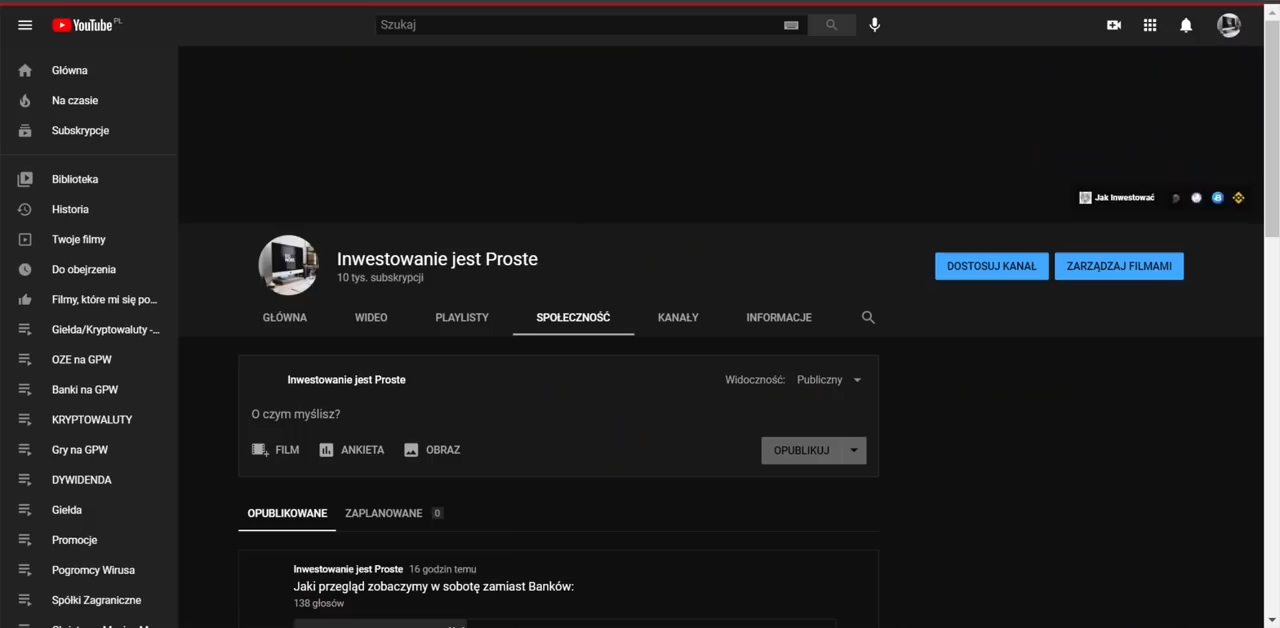 YouTube PL
Szukaj
Główna
Na czasie
Subskrypcje
Biblioteka
Historia
Twoje filmy
Do obejrzenia
Filmy, które mi się po...
Giełda/Kryptowaluty -...
OZE na GPW
Banki na GPW
KRYPTOWALUTY
Gry na GPW
DYWIDENDA
Giełda
Promocje
Pogromcy Wirusa
Spółki Zagraniczne
Jak Inwestować
Inwestowanie jest Proste
10 tys. subskrypcji
DOSTOSUJ KANAŁ
ZARZĄDZAJ FILMAMI
GŁÓWNA WIDEO PLAYLISTY SPOŁECZNOŚĆ KANAŁY INFORMACJE
Inwestowanie jest Proste
Widoczność: Publiczny
O czym myślisz?
FILM ANKIETA OBRAZ
OPUBLIKUJ
OPUBLIKOWANE ZAPLANOWANE 0
Inwestowanie jest Proste 16 godzin temu
Jaki przegląd zobaczymy w sobotę zamiast Banków:
138 głosów